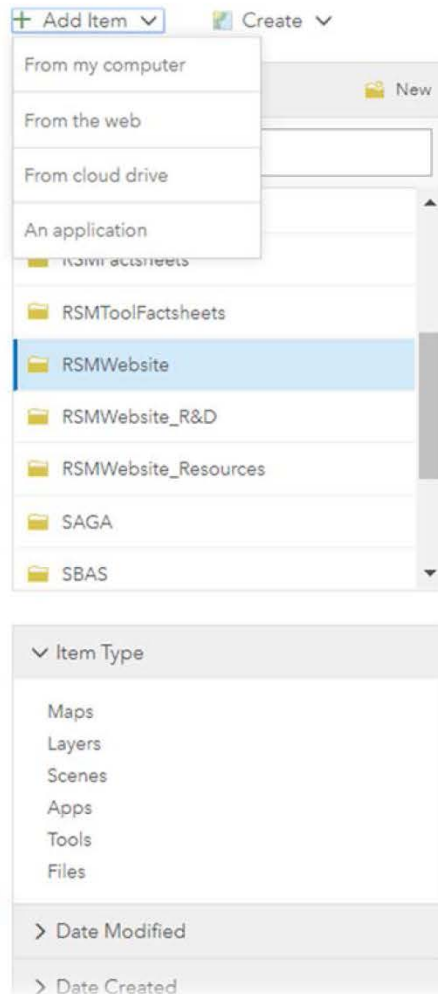 Add Item
Create
From my computer
New
From the web
From cloud drive
An application
RSMFactsheets
RSMToolFactsheets
RSMWebsite
RSMWebsite_R&D
RSMWebsite_Resources
SAGA
SBAS
Item Type
Maps
Layers
Scenes
Apps
Tools
Files
Date Modified
Date Created